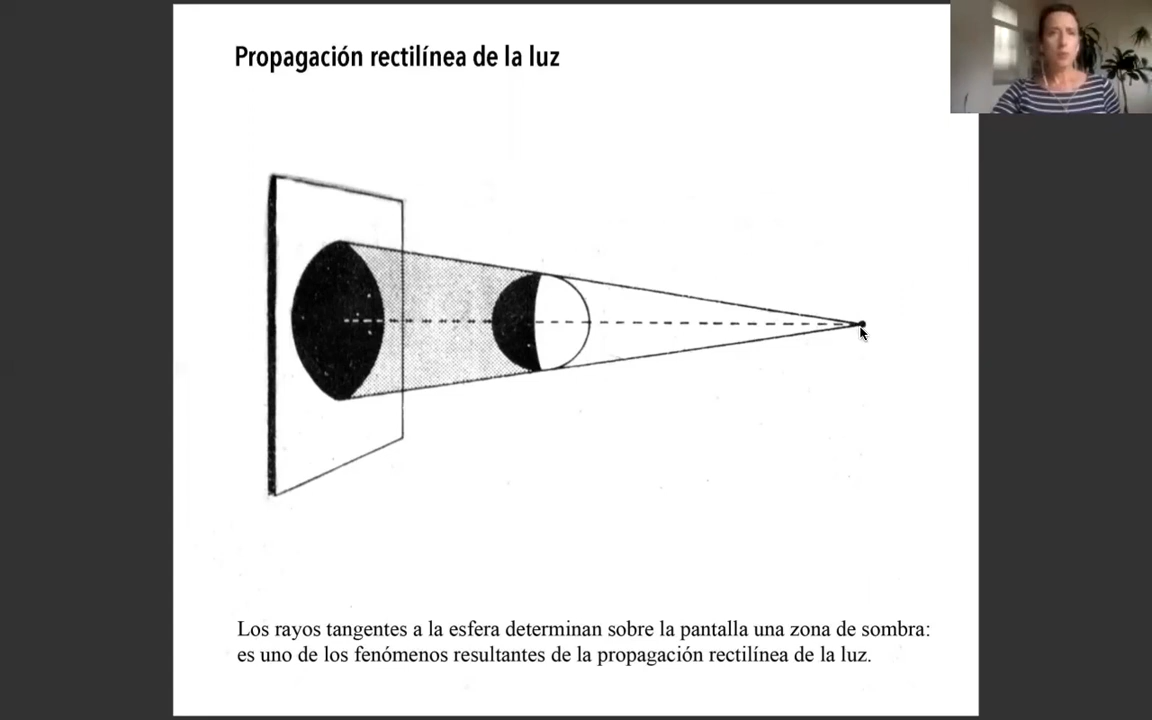 Propagación rectilínea de la luz
Los rayos tangentes a la esfera determinan sobre la pantalla una zona de sombra:
es uno de los fenómenos resultantes de la propagación rectilínea de la luz.